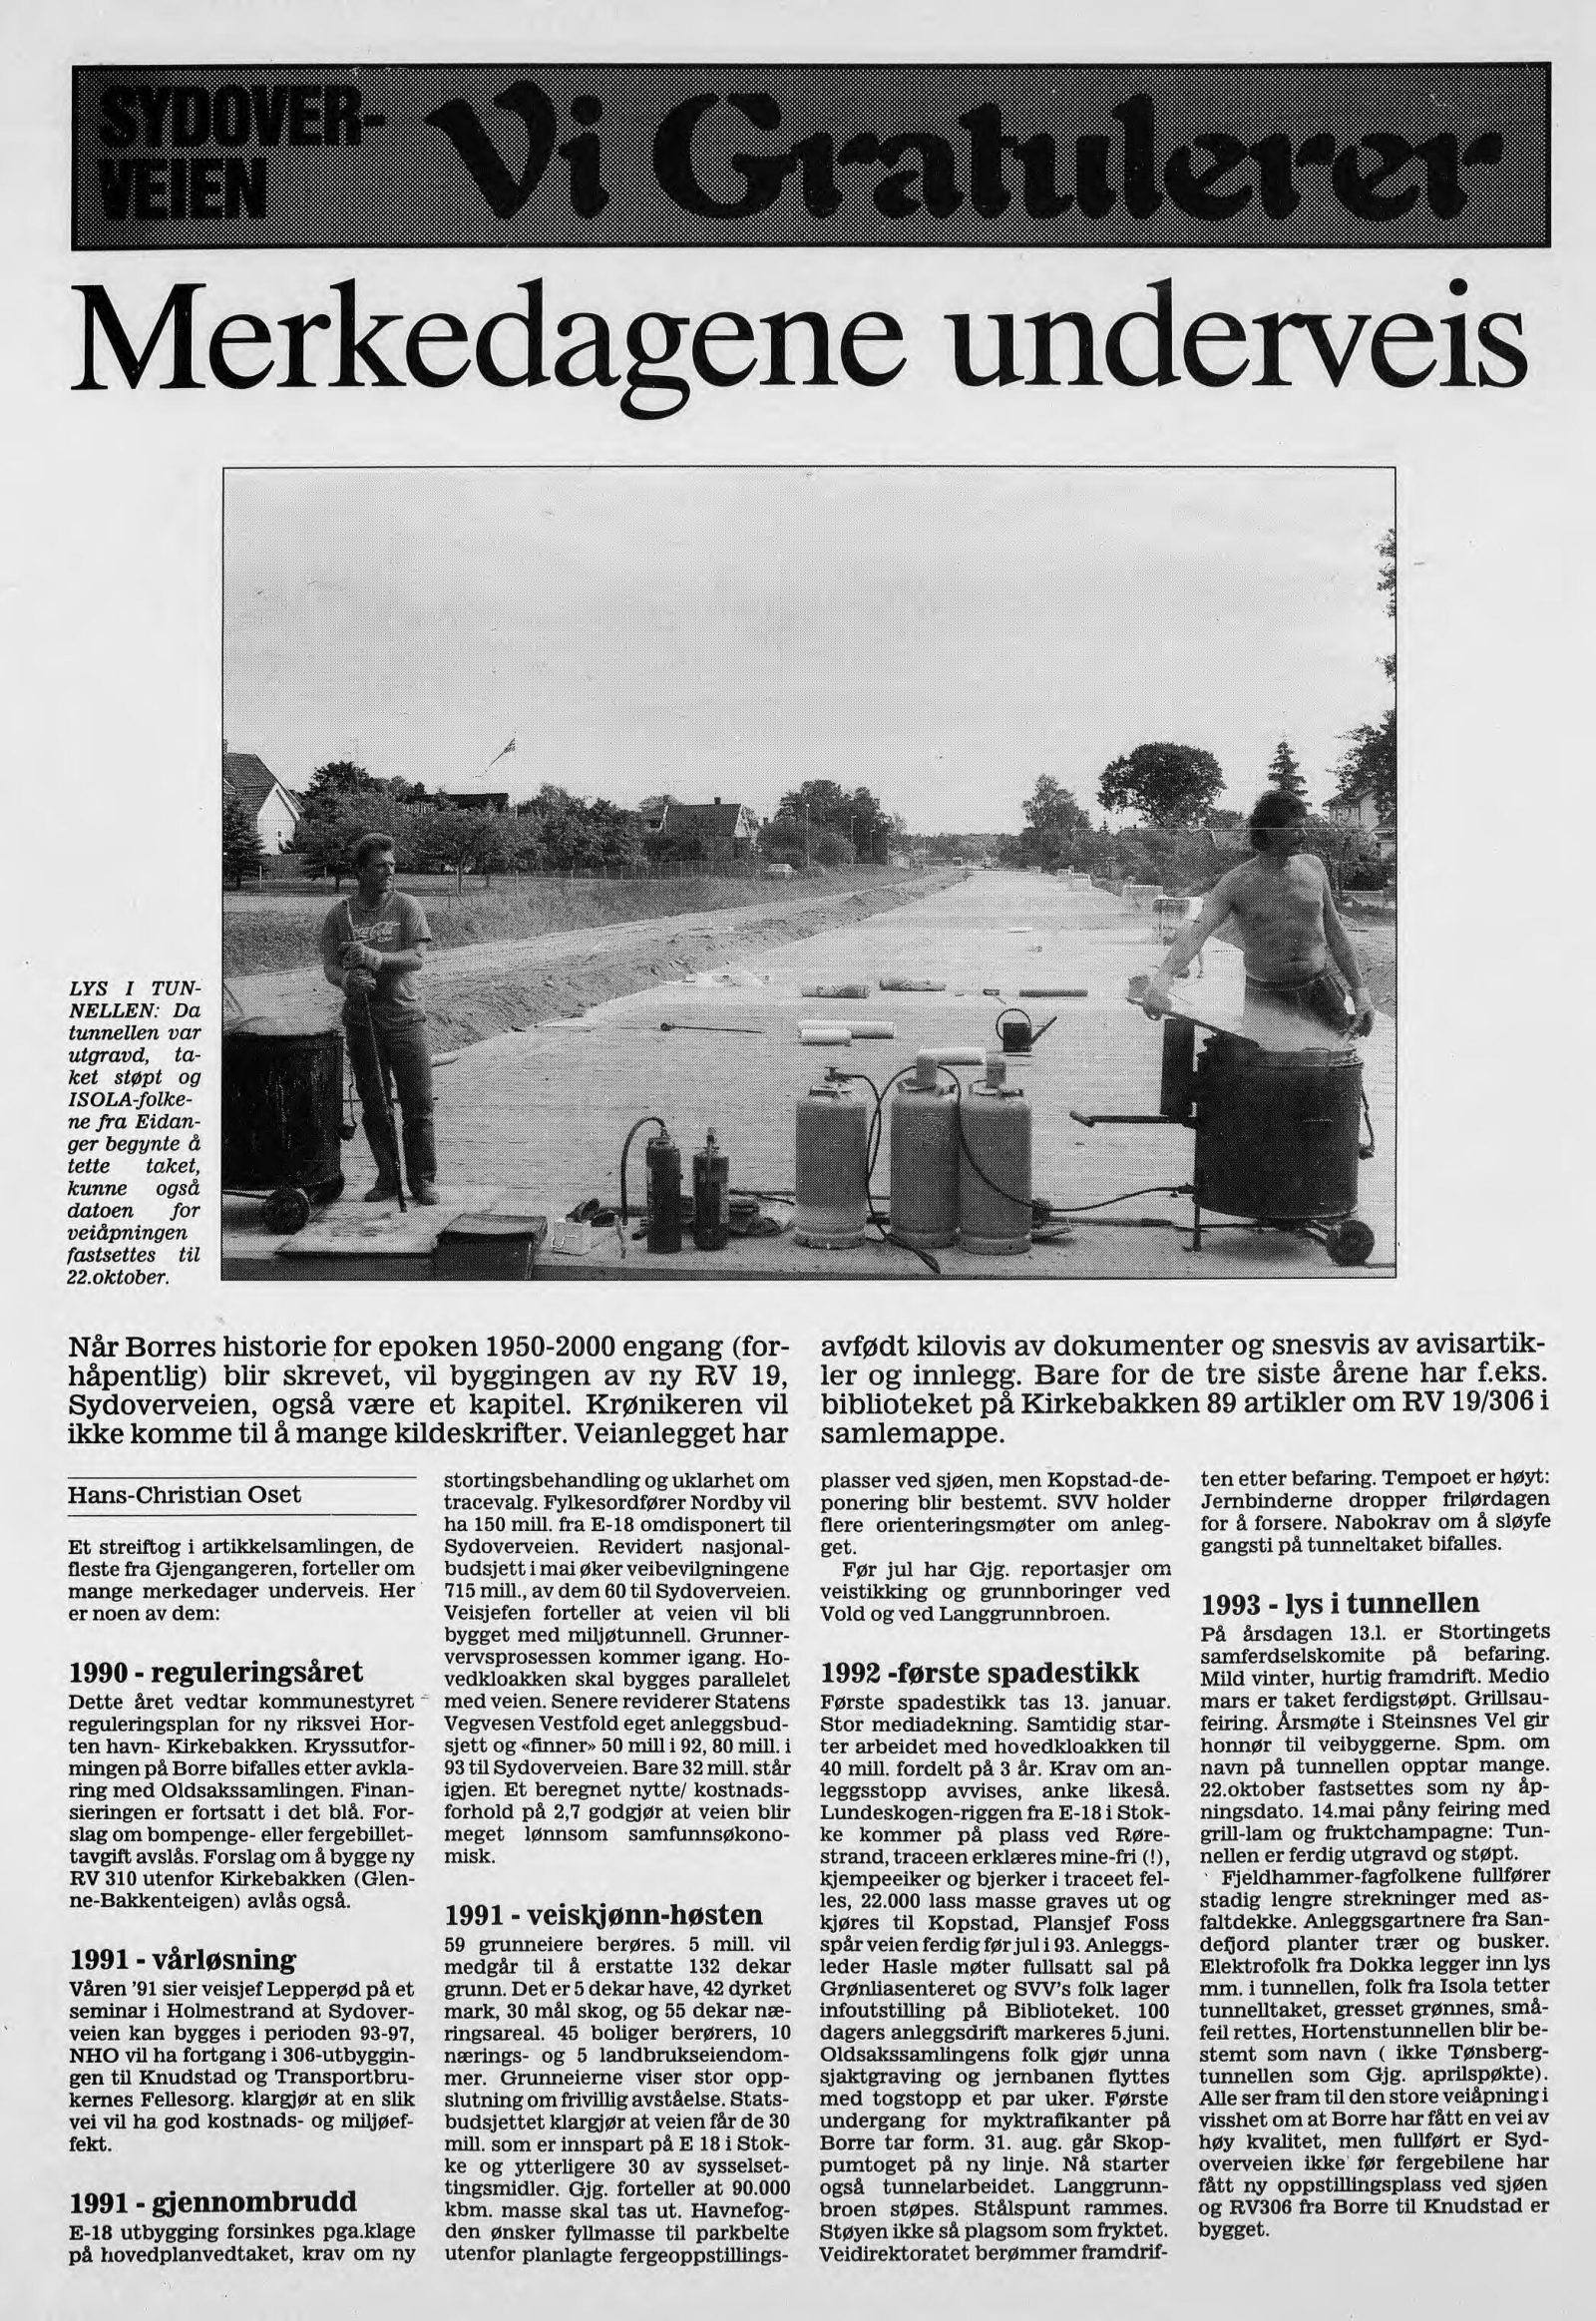 SYDOVER-
VEIEN
Vi Gratulerer
Merkedagene underveis
Coca-Cola
LYS I TUN-
NELLEN: Da
tunnellen var
utgravd, ta-
ket støpt og
ISOLA-folke-
ne fra Eidan-
ger begynte å
tette taket,
kunne også
datoen for
veiåpningen
fastsettes til
22.oktober.
Når Borres historie for epoken 1950-2000 engang (for-
håpentlig) blir skrevet, vil byggingen av ny RV 19,
Sydoverveien, også være et kapitel. Krønikeren vil
ikke komme til å mange kildeskrifter. Veianlegget har
avfødt kilovis av dokumenter og snesvis av avisartik-
ler og innlegg. Bare for de tre siste årene har f.eks.
biblioteket på Kirkebakken 89 artikler om RV 19/306 i
samlemappe.
Hans-Christian Oset
Et streiftog i artikkelsamlingen, de
fleste fra Gjengangeren, forteller om
mange merkedager underveis. Her
er noen av dem:
1990 - reguleringsåret
Dette året vedtar kommunestyret
reguleringsplan for ny riksvei Hor-
ten havn- Kirkebakken. Kryssutfor-
mingen på Borre bifalles etter avkla-
ring med Oldsakssamlingen. Finan-
sieringen er fortsatt i det blå. For-
slag om bompenge- eller fergebillet-
tavgift avslås. Forslag om å bygge ny
RV 310 utenfor Kirkebakken (Glen-
ne-Bakkenteigen) avlås også.
1991 - vårløsning
Våren '91 sier veisjef Lepperød på et
seminar i Holmestrand at Sydover-
veien kan bygges i perioden 93-97,
NHO vil ha fortgang i 306-utbyggin-
gen til Knudstad og Transportbru-
kernes Fellesorg. klargjør at en slik
vei vil ha god kostnads- og miljøef-
fekt.
1991 - gjennombrudd
E-18 utbygging forsinkes pga.klage
på hovedplanvedtaket, krav om ny
stortingsbehandling og uklarhet om
tracevalg. Fylkesordfører Nordby vil
ha 150 mill. fra E-18 omdisponert til
Sydoverveien. Revidert nasjonal-
budsjett i mai øker veibevilgningene
715 mill., av dem 60 til Sydoverveien.
Veisjefen forteller at veien vil bli
bygget med miljøtunnell. Grunner-
vervsprosessen kommer igang. Ho-
vedkloakken skal bygges parallelet
med veien. Senere reviderer Statens
Vegvesen Vestfold eget anleggsbud-
sjett og «finner» 50 mill i 92, 80 mill. i
93 til Sydoverveien. Bare 32 mill. står
igjen. Et beregnet nytte/ kostnads-
forhold på 2,7 godgjør at veien blir
meget lønnsom samfunnsøkono-
misk.
1991 - veiskjønn-høsten
59 grunneiere berøres. 5 mill. vil
medgår til å erstatte 132 dekar
grunn. Det er 5 dekar have, 42 dyrket
mark, 30 mål skog, og 55 dekar næ-
ringsareal. 45 boliger berørers, 10
nærings- og 5 landbrukseiendom-
mer. Grunneierne viser stor opp-
slutning om frivillig avståelse. Stats-
budsjettet klargjør at veien får de 30
mill. som er innspart på E 18 i Stok-
ke og ytterligere 30 av sysselset-
tingsmidler. Gjg. forteller at 90.000
kbm. masse skal tas ut. Havnefog-
den ønsker fyllmasse til parkbelte
utenfor planlagte fergeoppstillings-
plasser ved sjøen, men Kopstad-de-
ponering blir bestemt. SVV holder
flere orienteringsmøter om anleg-
get.
Før jul har Gjg. reportasjer om
veistikking og grunnboringer ved
Vold og ved Langgrunnbroen.
1992 -første spadestikk
Første spadestikk tas 13. januar.
Stor mediadekning. Samtidig star-
ter arbeidet med hovedkloakken til
40 mill. fordelt på 3 år. Krav om an-
leggsstopp avvises, anke likeså.
Lundeskogen-riggen fra E-18 i Stok-
ke kommer på plass ved Røre-
strand, traceen erklæres mine-fri (!),
kjempeeiker og bjerker i traceet fel-
les, 22.000 lass masse graves ut og
kjøres til Kopstad. Plansjef Foss
spår veien ferdig før jul i 93. Anleggs-
leder Hasle møter fullsatt sal på
Grønliasenteret og SVV's folk lager
infoutstilling på Biblioteket. 100
dagers anleggsdrift markeres 5.juni.
Oldsakssamlingens folk gjør unna
sjaktgraving og jernbanen flyttes
med togstopp et par uker. Første
undergang for myktrafikanter på
Borre tar form. 31. aug. går Skop-
pumtoget på ny linje. Nå starter
også tunnelarbeidet. Langgrunn-
broen støpes. Stålspunt rammes.
Støyen ikke så plagsom som fryktet.
Veidirektoratet berømmer framdrif-
ten etter befaring. Tempoet er høyt:
Jernbinderne dropper frilørdagen
for å forsere. Nabokrav om å sløyfe
gangsti på tunneltaket bifalles.
1993 - lys i tunnellen
På årsdagen 13.1. er Stortingets
samferdselskomite på befaring.
Mild vinter, hurtig framdrift. Medio
mars er taket ferdigstøpt. Grillsau-
feiring. Årsmøte i Steinsnes Vel gir
honnør til veibyggerne. Spm. om
navn på tunnellen opptar mange.
22.oktober fastsettes som ny åp-
ningsdato. 14.mai påny feiring med
grill-lam og fruktchampagne: Tun-
nellen er ferdig utgravd og støpt.
Fjeldhammer-fagfolkene fullfører
stadig lengre strekninger med as-
faltdekke. Anleggsgartnere fra San-
defjord planter trær og busker.
Elektrofolk fra Dokka legger inn lys
mm. i tunnellen, folk fra Isola tetter
tunnelltaket, gresset grønnes, små-
feil rettes, Hortenstunnellen blir be-
stemt som navn ( ikke Tønsberg-
tunnellen som Gjg. aprilspøkte).
Alle ser fram til den store veiåpning i
visshet om at Borre har fått en vei av
høy kvalitet, men fullført er Syd-
overveien ikke før fergebilene har
fått ny oppstillingsplass ved sjøen
og RV306 fra Borre til Knudstad er
bygget.